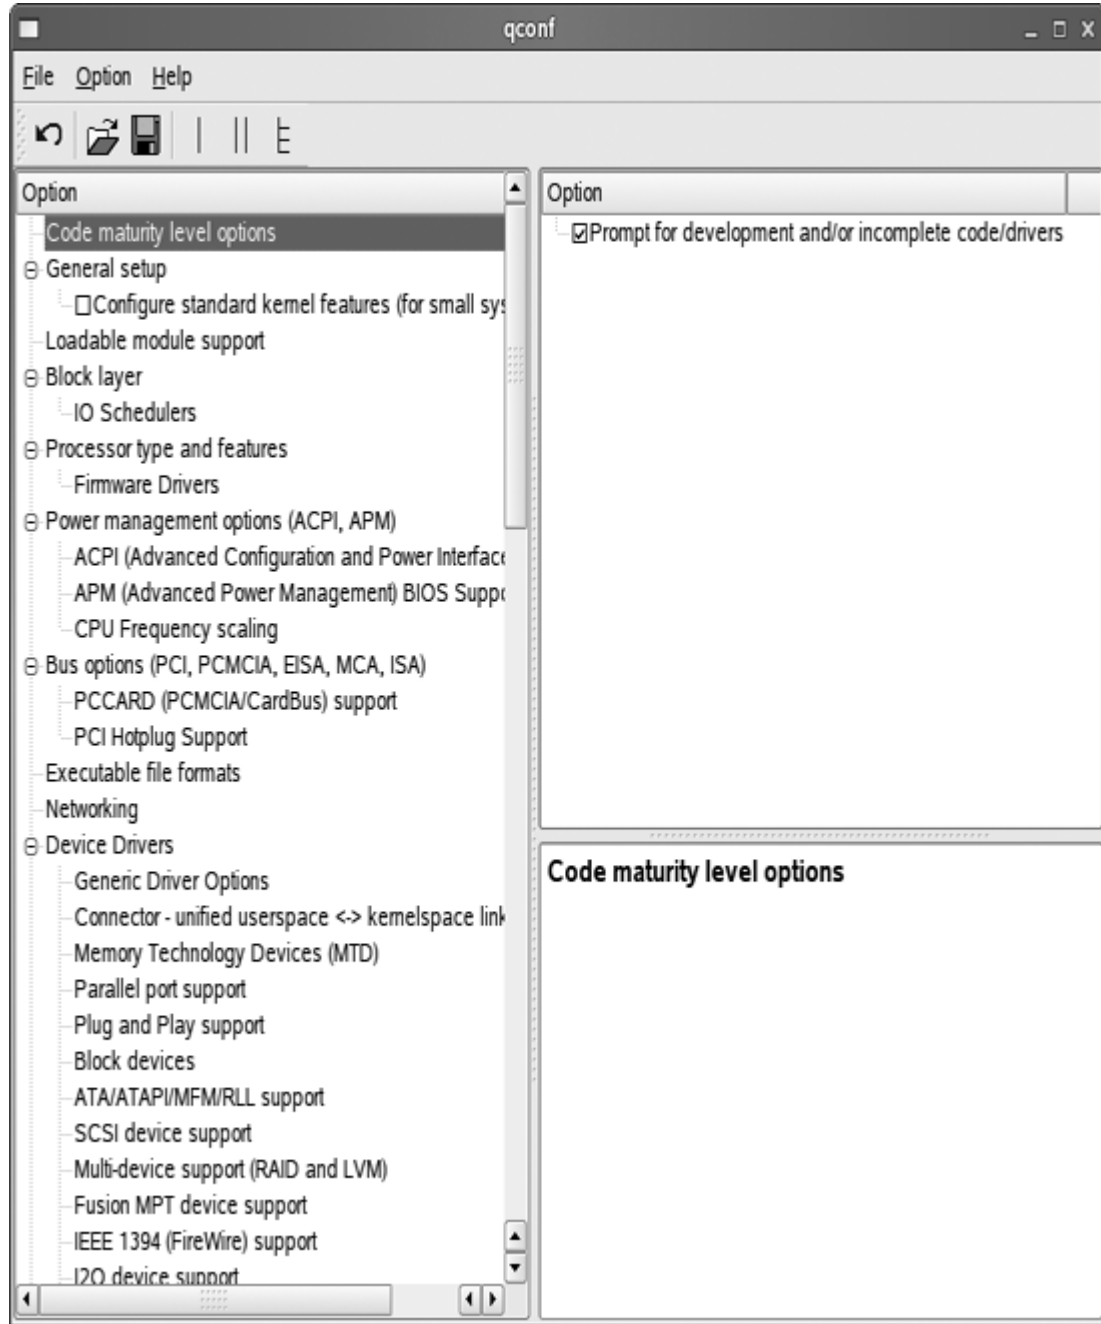 qconf
File Option Help
Option
Code maturity level options
General setup
Configure standard kernel features (for small sys
Loadable module support
Block layer
IO Schedulers
Processor type and features
Firmware Drivers
Power management options (ACPI, APM)
ACPI (Advanced Configuration and Power Interface
APM (Advanced Power Management) BIOS Suppo
CPU Frequency scaling
Bus options (PCI, PCMCIA, EISA, MCA, ISA)
PCCARD (PCMCIA/CardBus) support
PCI Hotplug Support
Executable file formats
Networking
Device Drivers
Generic Driver Options
Connector - unified userspace <-> kernelspace link
Memory Technology Devices (MTD)
Parallel port support
Plug and Play support
Block devices
ATA/ATAPI/MFM/RLL support
SCSI device support
Multi-device support (RAID and LVM)
Fusion MPT device support
IEEE 1394 (FireWire) support
I2O device support
Option
Prompt for development and/or incomplete code/drivers
Code maturity level options